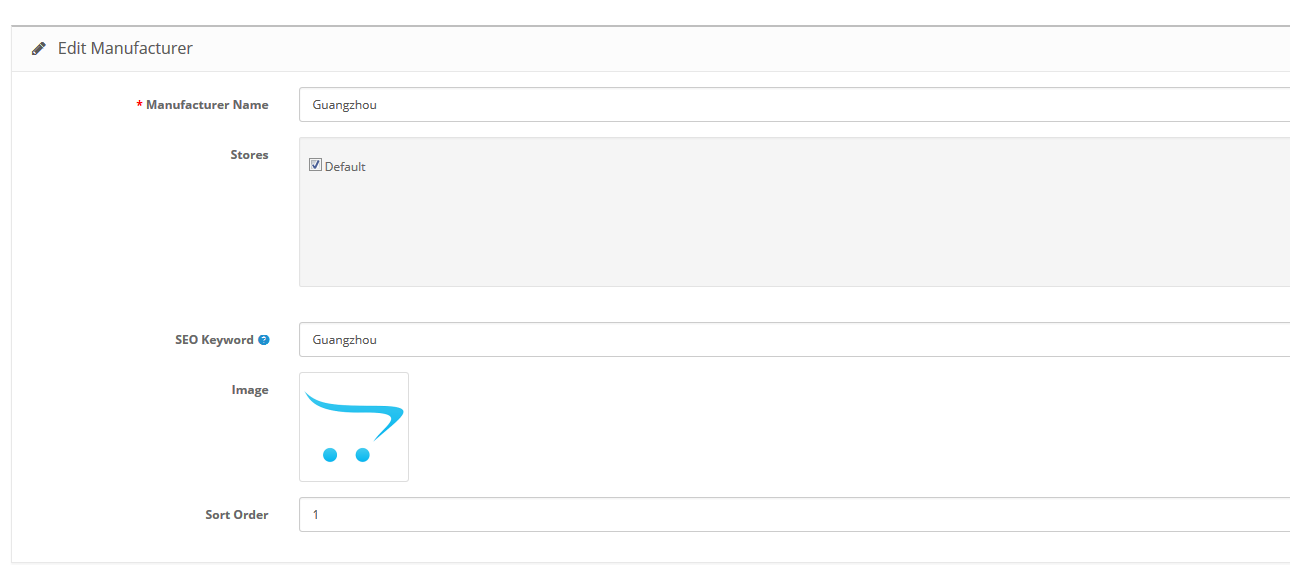 Edit Manufacturer
* Manufacturer Name
Guangzhou
Stores
Default
SEO Keyword ?
Guangzhou
Image
Sort Order
1